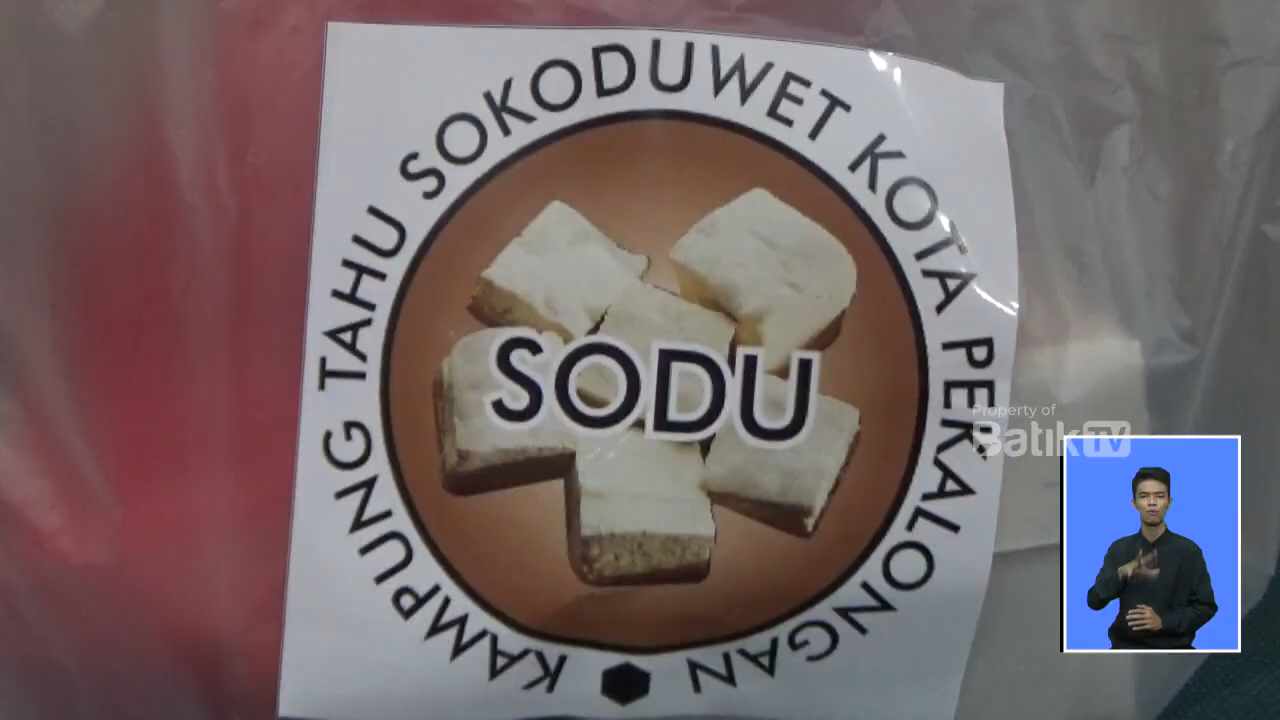 KAMPUNG TAHU SOKODUWET KOTA PEKALONGAN
SODU
Property of
BatikTV